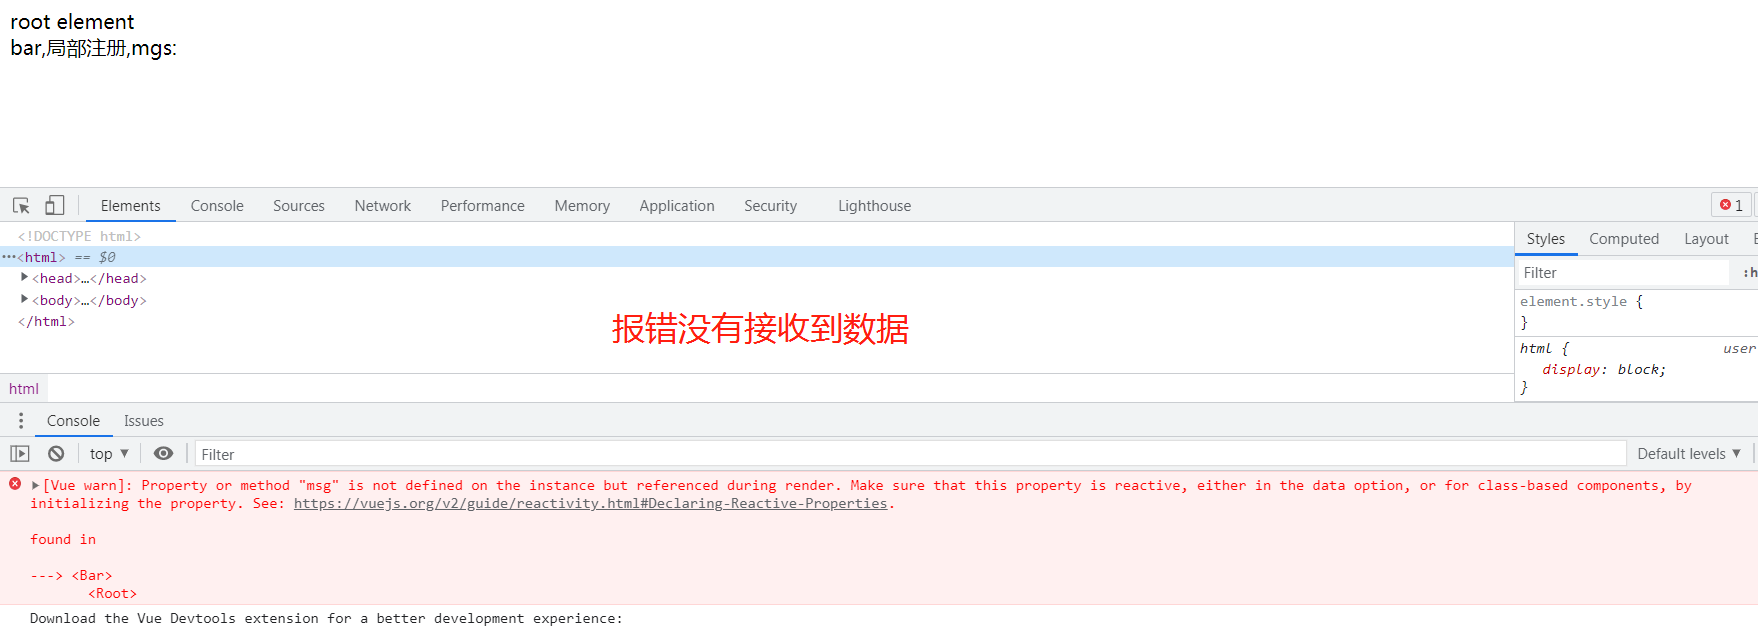 root element
bar,局部注册,mgs:
Elements Console Sources Network Performance Memory Application Security Lighthouse 1
<!DOCTYPE html>
···<html> == $0
<head>…</head>
<body>…</body>
</html>
报错没有接收到数据
html
Styles Computed Layout
Filter :h
element.style {
}
html { user
display: block;
}
Console Issues
top ▼ Filter Default levels ▼
▶[Vue warn]: Property or method "msg" is not defined on the instance but referenced during render. Make sure that this property is reactive, either in the data option, or for class-based components, by
initializing the property. See: https://vuejs.org/v2/guide/reactivity.html#Declaring-Reactive-Properties.
found in
---> <Bar>
<Root>
Download the Vue Devtools extension for a better development experience: